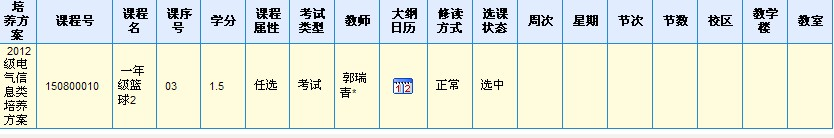 培养方案 课程号 课程名 课序号 学分 课程属性 考试类型 教师 大纲日历 修读方式 选课状态 周次 星期 节次 节数 校区 教学楼 教室
2012级电气信息类培养方案 150800010 一年级篮球2 03 1.5 任选 考试 郭瑞青* 12 正常 选中